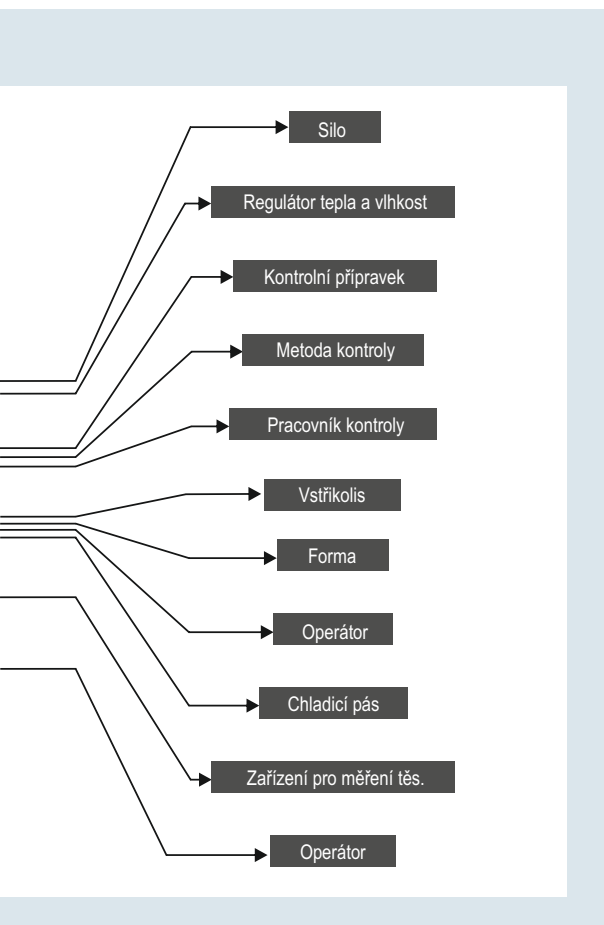 Silo
Regulátor tepla a vlhkost
Kontrolní přípravek
Metoda kontroly
Pracovník kontroly
Vstřikolis
Forma
Operátor
Chladicí pás
Zařízení pro měření těs.
Operátor